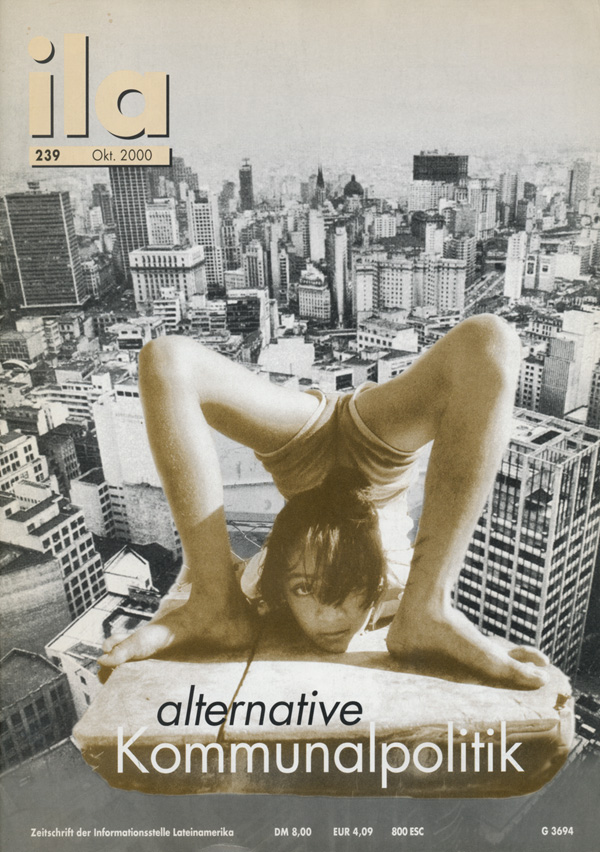 ila
239 Okt. 2000
alternative
Kommunalpolitik
Zeitschrift der Informationsstelle Lateinamerika DM 8,00 EUR 4,09 800 ESC G 3694